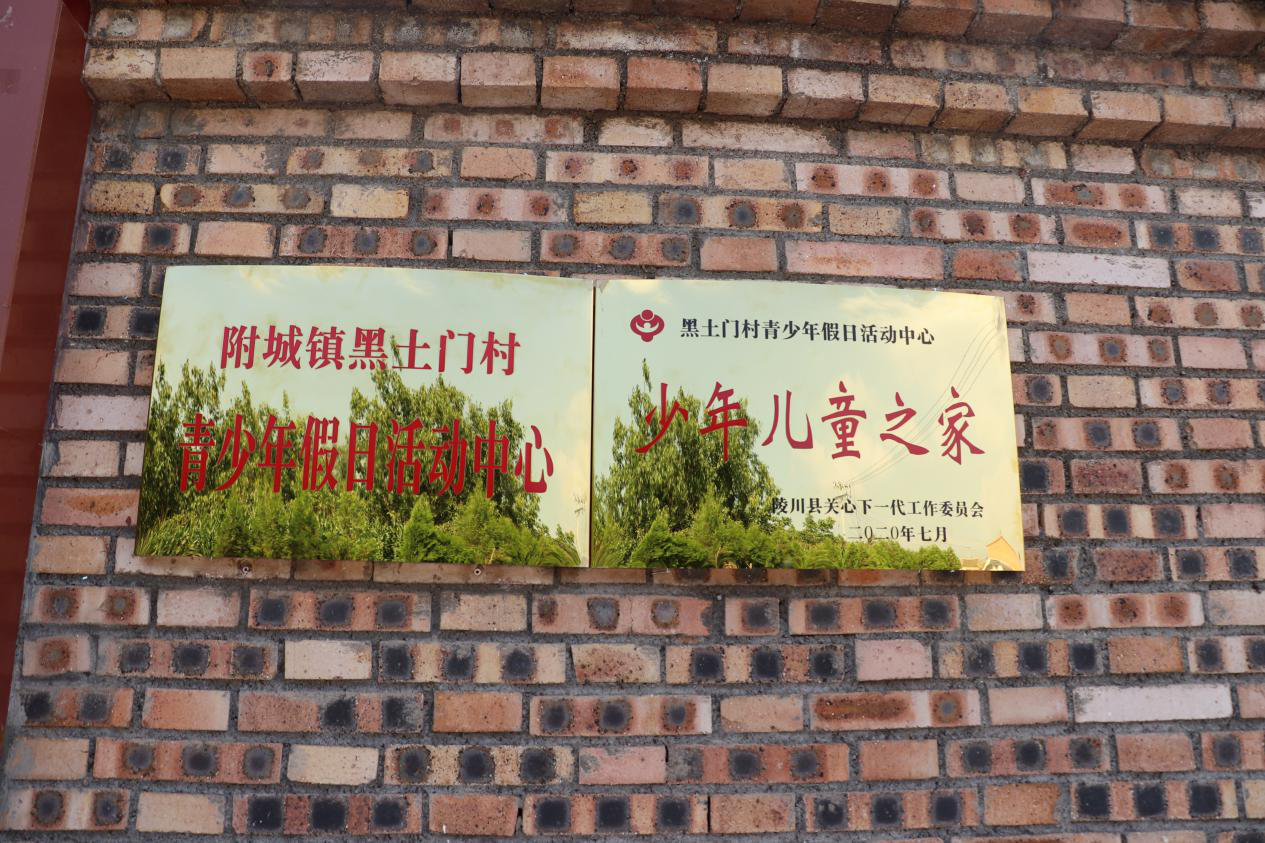 附城镇黑土门村
青少年假日活动中心
黑土门村青少年假日活动中心
少年儿童之家
陵川县关心下一代工作委员会
二〇二〇年七月